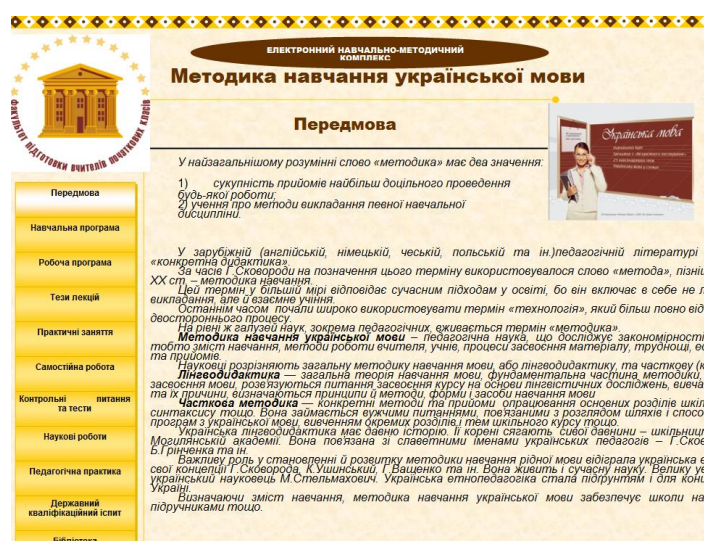 ЕЛЕКТРОННИЙ НАВЧАЛЬНО-МЕТОДИЧНИЙ
КОМПЛЕКС
Методика навчання української мови
Факультет підготовки вчителів початкових класів
Передмова
Українська мова
Передмова
Навчальна програма
Робоча програма
Тези лекцій
Практичні заняття
Самостійна робота
Контрольні питання
та тести
Наукові роботи
Педагогічна практика
Державний
кваліфікаційний іспит
Бібліотека
У найзагальнішому розумінні слово «методика» має два значення:
1) сукупність прийомів найбільш доцільного проведення
будь-якої роботи;
2) учення про методи викладання певної навчальної
дисципліни.
У зарубіжній (англійській, німецькій, чеській, польській та ін.)педагогічній літературі
«конкретна дидактика».
За часів Г.Сковороди на позначення цього терміну використовувалося слово «метода», пізні
ХХ ст. – методика навчання.
Цей термін у більшій мірі відповідає сучасним підходам у освіті, бо він включає в себе не л
викладання, але й взаємне учіння.
Останнім часом почали широко використовувати термін «технологія», який більш повно від
двостороннього процесу.
На рівні ж галузей наук, зокрема педагогічних, вживається термін «методика».
Методика навчання української мови – педагогічна наука, що досліджує закономірност
тобто зміст навчання, методи роботи вчителя, учнів, процеси засвоєння матеріалу, труднощі,
та прийомів.
Науковці розрізняють загальну методику навчання мови, або лінгводидактику, та часткову (к
Лінгводидактика — загальна теорія навчання мови, фундаментальна частина методики,
засвоєння мови, розв'язуються питання засвоєння курсу на основі лінгвістичних досліджень, вивча
та їх причини, визначаються принципи й методи, форми і засоби навчання мови
Часткова методика — конкретні методи та прийоми опрацювання основних розділів шкіл
синтаксису тощо. Вона займається вужчими питаннями, пов'язаними з розглядом шляхів і спосо
програм з української мови, вивченням окремих розділів, і тем шкільного курсу тощо.
Українська лінгводидактика має давню історію. Її корені сягають сивої давнини – шкільниц
Могилянській академії. Вона пов'язана зі славетними іменами українських педагогів – Г.Сков
Б.Грінченка та ін.
Важливу роль у становленні й розвитку методики навчання рідної мови відіграла українська е
свої концепції Г.Сковорода, К.Ушинський, Г.Ващенко та ін. Вона живить і сучасну науку. Велику ув
український науковець М.Стельмахович. Українська етнопедагогіка стала підґрунтям і для конц
Україні.
Визначаючи зміст навчання, методика навчання української мови забезпечує школи на
підручниками тощо.